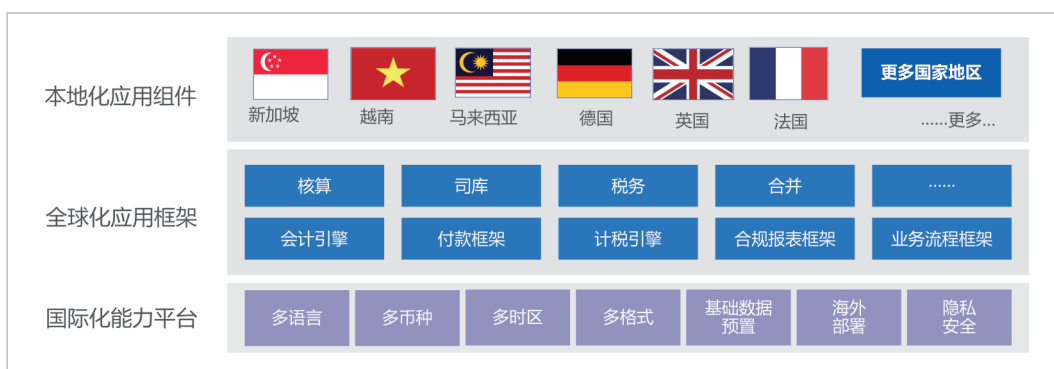 本地化应用组件
更多国家地区
新加坡
越南
马来西亚
德国
英国
法国
……更多...
全球化应用框架
核算
司库
税务
合并
……
会计引擎
付款框架
计税引擎
合规报表框架
业务流程框架
国际化能力平台
多语言
多币种
多时区
多格式
基础数据
预置
海外
部署
隐私
安全